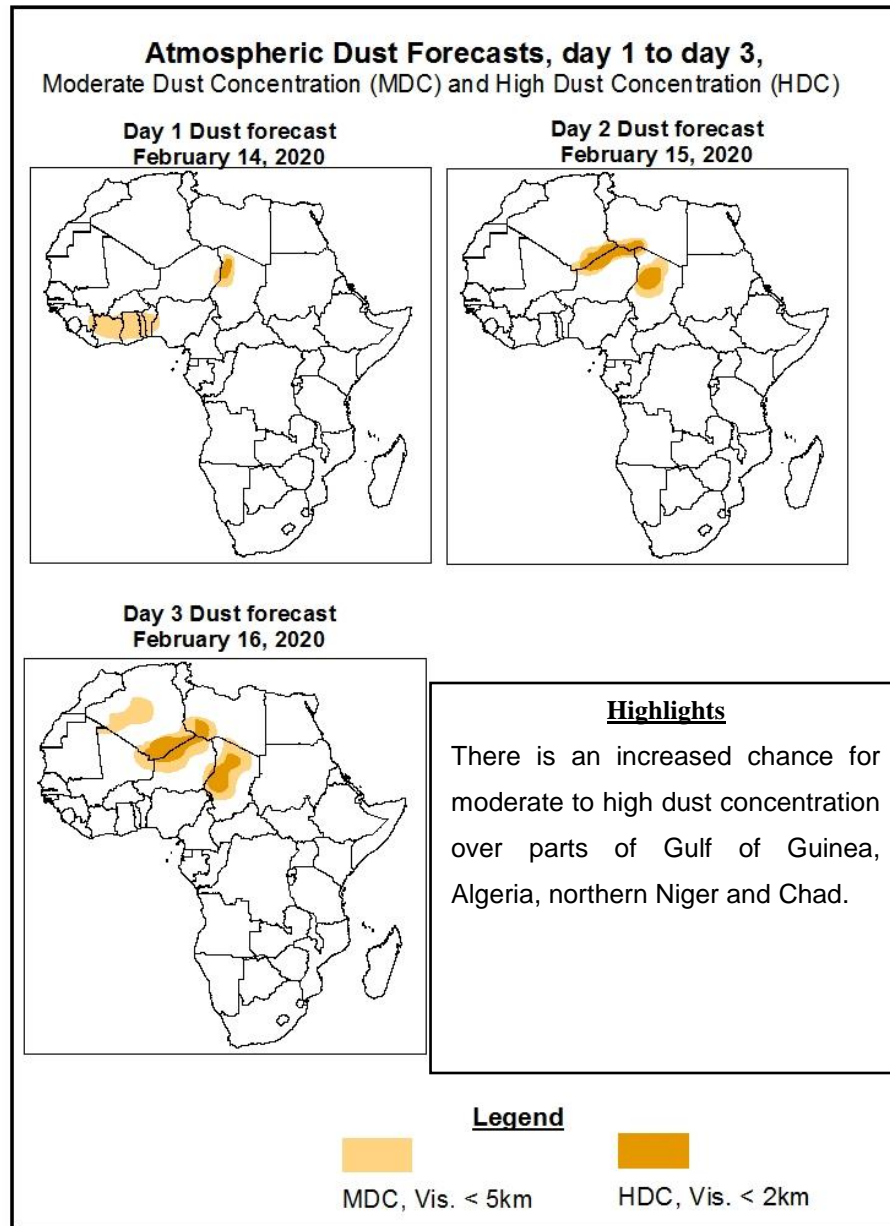 Atmospheric Dust Forecasts, day 1 to day 3,
Moderate Dust Concentration (MDC) and High Dust Concentration (HDC)
Day 1 Dust forecast
February 14, 2020
Day 2 Dust forecast
February 15, 2020
Day 3 Dust forecast
February 16, 2020
Highlights
There is an increased chance for
moderate to high dust concentration
over parts of Gulf of Guinea,
Algeria, northern Niger and Chad.
Legend
MDC, Vis. < 5km
HDC, Vis. < 2km